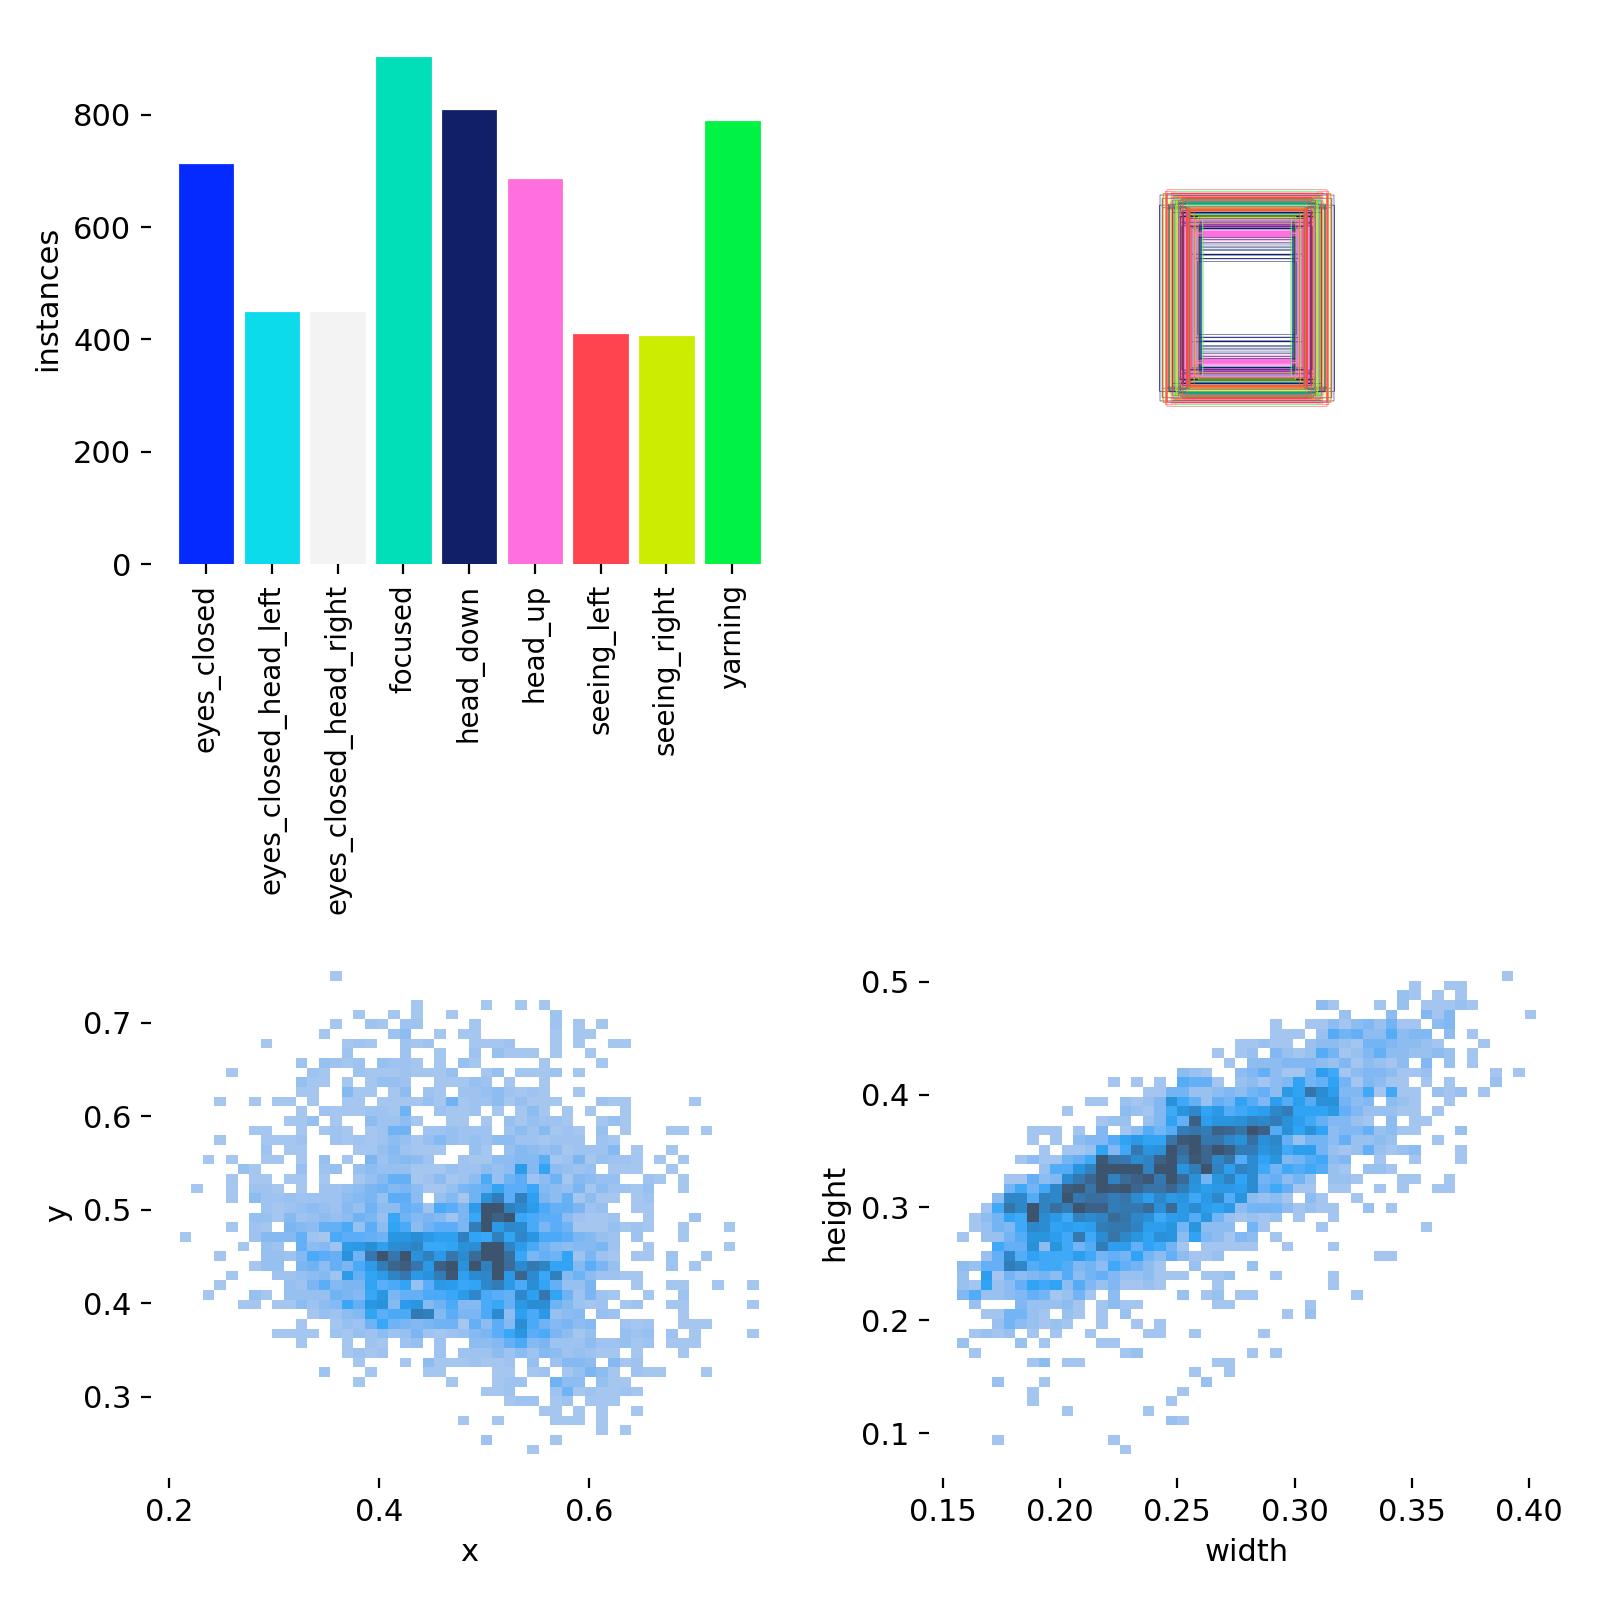 instances
800
600
400
200
0
eyes_closed
eyes_closed_head_left
eyes_closed_head_right
focused
head_down
head_up
seeing_left
seeing_right
yarning
y
0.7
0.6
0.5
0.4
0.3
0.2
0.4
0.6
x
height
0.5
0.4
0.3
0.2
0.1
0.15
0.20
0.25
0.30
0.35
0.40
width